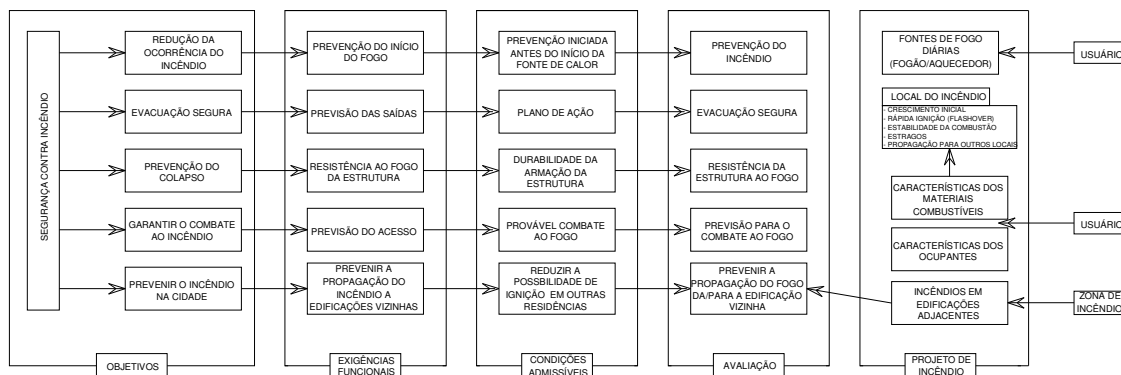 SEGURANÇA CONTRA INCÊNDIO
REDUÇÃO DA
OCORRÊNCIA DO
INCÊNDIO
EVACUAÇÃO SEGURA
PREVENÇÃO DO
COLAPSO
GARANTIR O COMBATE
AO INCÊNDIO
PREVENIR O INCÊNDIO
NA CIDADE
OBJETIVOS
PREVENÇÃO DO INÍCIO
DO FOGO
PREVISÃO DAS SAÍDAS
RESISTÊNCIA AO FOGO
DA ESTRUTURA
PREVISÃO DO ACESSO
PREVENIR A
PROPAGAÇÃO DO
INCÊNDIO A
EDIFICAÇÕES VIZINHAS
EXIGÊNCIAS
FUNCIONAIS
PREVENÇÃO INICIADA
ANTES DO INÍCIO DA
FONTE DE CALOR
PLANO DE AÇÃO
DURABILIDADE DA
ARMAÇÃO DA
ESTRUTURA
PROVÁVEL COMBATE
AO FOGO
REDUZIR A
POSSBILIDADE DE
IGNIÇÃO EM OUTRAS
RESIDÊNCIAS
CONDIÇÕES
ADMISSÍVEIS
PREVENÇÃO DO
INCÊNDIO
EVACUAÇÃO SEGURA
RESISTÊNCIA DA
ESTRUTURA AO FOGO
PREVISÃO PARA O
COMBATE AO FOGO
PREVENIR A
PROPAGAÇÃO DO FOGO
DA/PARA A EDIFICAÇÃO
VIZINHA
AVALIAÇÃO
FONTES DE FOGO
DIÁRIAS
(FOGÃO/AQUECEDOR)
LOCAL DO INCÊNDIO
- CRESCIMENTO INICIAL
- RÁPIDA IGNIÇÃO (FLASHOVER)
- ESTABILIDADE DA COMBUSTÃO
- ESTRAGOS
- PROPAGAÇÃO PARA OUTROS LOCAIS
CARACTERÍSTICAS DOS
MATERIAIS
COMBUSTÍVEIS
CARACTERÍSTICAS DOS
OCUPANTES
INCÊNDIOS EM
EDIFICAÇÕES
ADJACENTES
PROJETO DE
INCÊNDIO
USUÁRIO
USUÁRIO
ZONA DE
INCÊNDIO